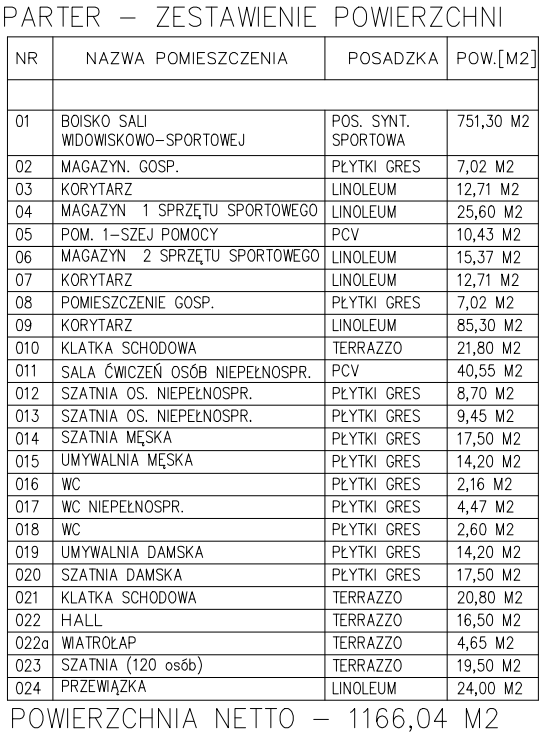 PARTER – ZESTAWIENIE POWIERZCHNI
NR NAZWA POMIESZCZENIA POSADZKA POW.[M2]
01 BOISKO SALI POS. SYNT. 751,30 M2
WIDOWISKOWO–SPORTOWEJ SPORTOWA
02 MAGAZYN. GOSP. PŁYTKI GRES 7,02 M2
03 KORYTARZ LINOLEUM 12,71 M2
04 MAGAZYN 1 SPRZĘTU SPORTOWEGO LINOLEUM 25,60 M2
05 POM. 1–SZEJ POMOCY PCV 10,43 M2
06 MAGAZYN 2 SPRZĘTU SPORTOWEGO LINOLEUM 15,37 M2
07 KORYTARZ LINOLEUM 12,71 M2
08 POMIESZCZENIE GOSP. PŁYTKI GRES 7,02 M2
09 KORYTARZ LINOLEUM 85,30 M2
010 KLATKA SCHODOWA TERRAZZO 21,80 M2
011 SALA ĆWICZEŃ OSÓB NIEPEŁNOSPR. PCV 40,55 M2
012 SZATNIA OS. NIEPEŁNOSPR. PŁYTKI GRES 8,70 M2
013 SZATNIA OS. NIEPEŁNOSPR. PŁYTKI GRES 9,45 M2
014 SZATNIA MĘSKA PŁYTKI GRES 17,50 M2
015 UMYWALNIA MĘSKA PŁYTKI GRES 14,20 M2
016 WC PŁYTKI GRES 2,16 M2
017 WC NIEPEŁNOSPR. PŁYTKI GRES 4,47 M2
018 WC PŁYTKI GRES 2,60 M2
019 UMYWALNIA DAMSKA PŁYTKI GRES 14,20 M2
020 SZATNIA DAMSKA PŁYTKI GRES 17,50 M2
021 KLATKA SCHODOWA TERRAZZO 20,80 M2
022 HALL TERRAZZO 16,50 M2
022a WIATROŁAP TERRAZZO 4,65 M2
023 SZATNIA (120 osób) TERRAZZO 19,50 M2
024 PRZEWIĄZKA LINOLEUM 24,00 M2
POWIERZCHNIA NETTO – 1166,04 M2